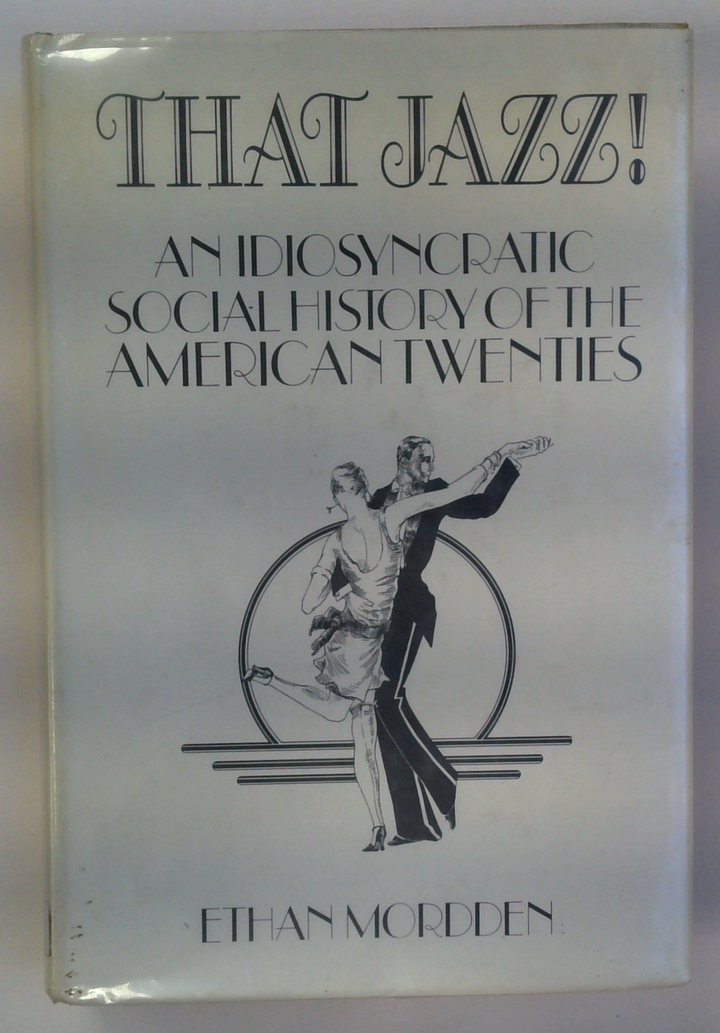 THAT JAZZ!
AN IDIOSYNCRATIC
SOCIAL HISTORY OF THE
AMERICAN TWENTIES
ETHAN MORDDEN